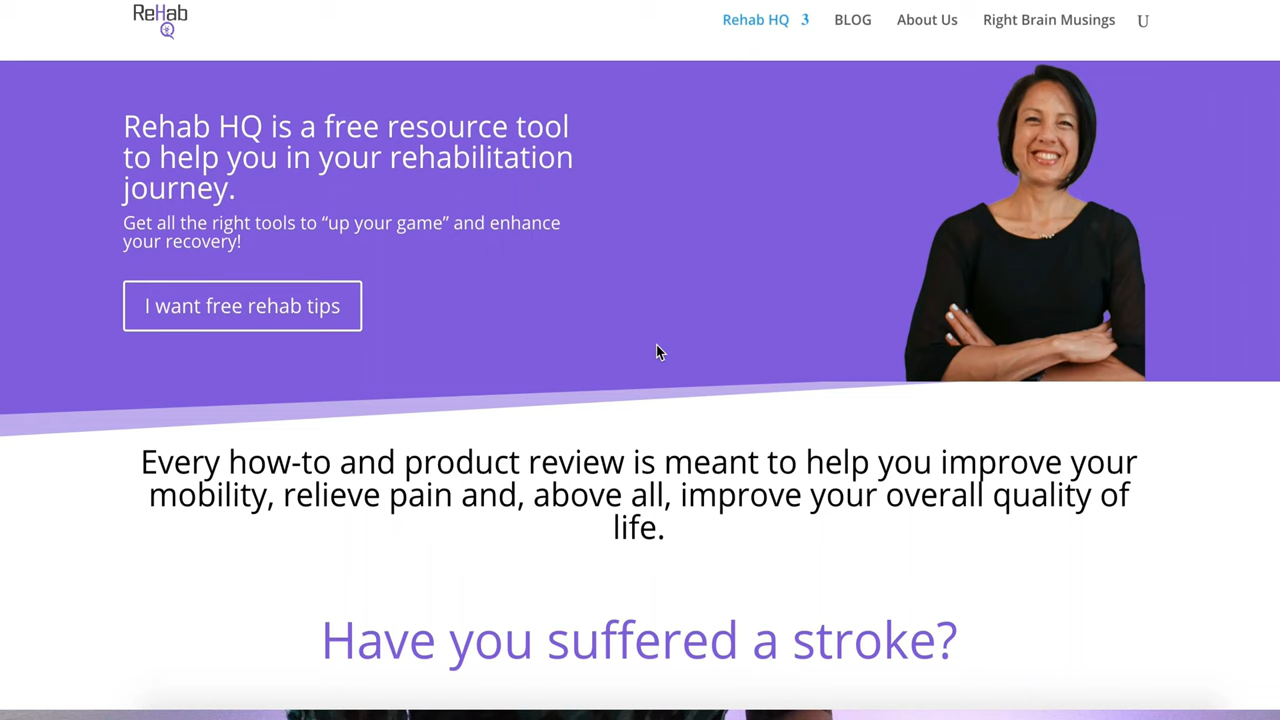 ReHab
Q
Rehab HQ 3 BLOG About Us Right Brain Musings U
Rehab HQ is a free resource tool
to help you in your rehabilitation
journey.
Get all the right tools to “up your game” and enhance
your recovery!
I want free rehab tips
Every how-to and product review is meant to help you improve your
mobility, relieve pain and, above all, improve your overall quality of
life.
Have you suffered a stroke?